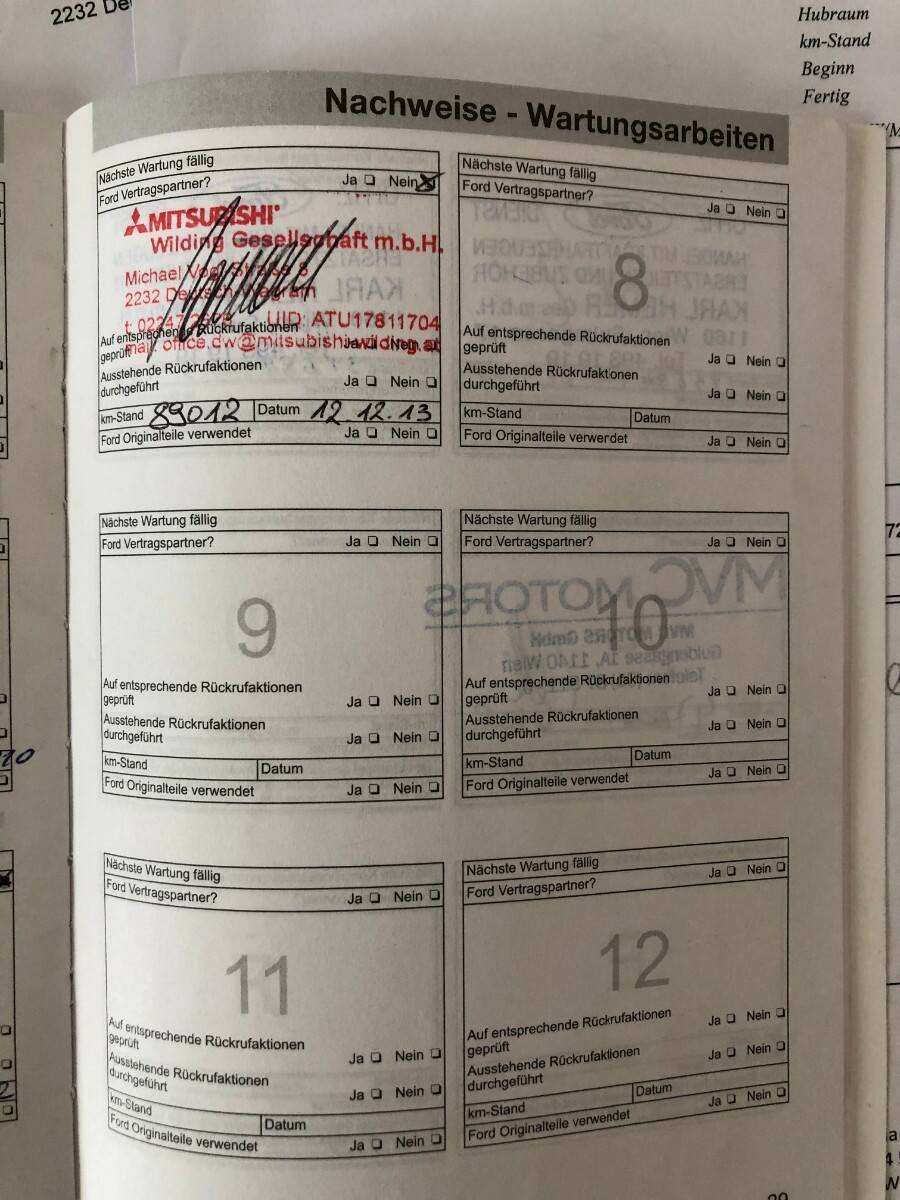 2232 De
Hubraum
km-Stand
Beginn
Fertig
Nachweise - Wartungsarbeiten
Nächste Wartung fällig
Ford Vertragspartner? Ja Nein
MITSUBISHI
Wilding Gesellschaft m.b.H.
Michael Vogl Straße 8
2232 Deutsch-Wagram
UID: ATU17811704
Auf entsprechende Rückrufaktionen
geprüft Ja Nein
mail: office.dw@mitsubishi-wilding.at
Ausstehende Rückrufaktionen
durchgeführt Ja Nein
km-Stand 89012 Datum 12.12.13
Ford Originalteile verwendet Ja Nein
Nächste Wartung fällig
Ford Vertragspartner? Ja Nein
8
Auf entsprechende Rückrufaktionen
geprüft Ja Nein
Ausstehende Rückrufaktionen
durchgeführt Ja Nein
km-Stand Datum
Ford Originalteile verwerdet Ja Nein
Nächste Wartung fällig
Ford Vertragspartner? Ja Nein
9
Auf entsprechende Rückrufaktionen
geprüft Ja Nein
Ausstehende Rückrufaktionen
durchgeführt Ja Nein
km-Stand Datum
Ford Originalteile verwendet Ja Nein
Nächste Wartung fällig
Ford Vertragspartner? Ja Nein
MVC MOTORS
10
MVC MOTORS GmbH
1A, 1140 Wien
Auf entsprechende Rückrufaktionen
geprüft Ja Nein
Ausstehende Rückrufaktionen
durchgeführt Ja Nein
km-Stand Datum
Ford Originalteile verwendet Ja Nein
Nächste Wartung fällig
Ford Vertragspartner? Ja Nein
11
Auf entsprechende Rückrufaktionen
geprüft Ja Nein
Ausstehende Rückrufaktionen
durchgeführt Ja Nein
km-Stand Datum
Ford Originalteile verwendet Ja Nein
Nächste Wartung fällig
Ford Vertragspartner? Ja Nein
12
Auf entsprechende Rückrufaktionen
geprüft Ja Nein
Ausstehende Rückrufaktionen
durchgeführt Ja Nein
km-Stand Datum
Ford Originalteile verwendet Ja Nein